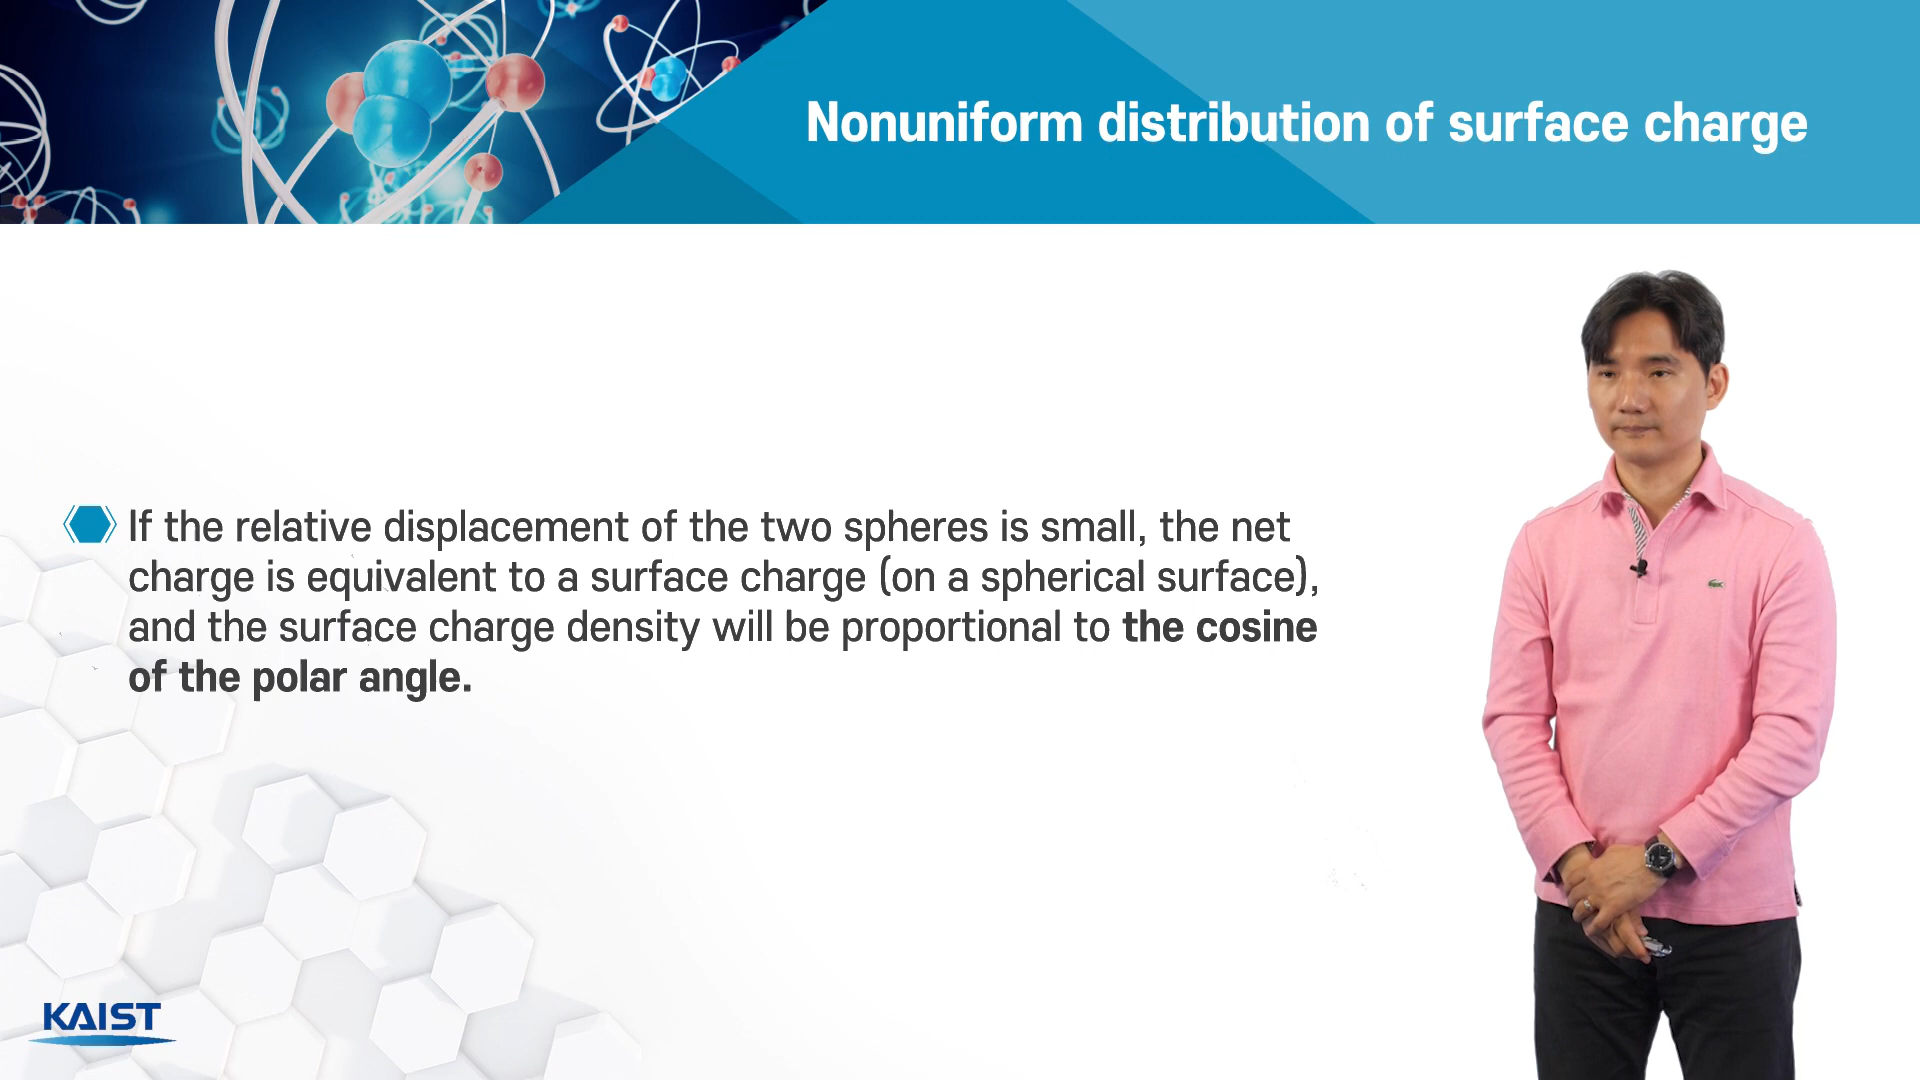 Nonuniform distribution of surface charge
If the relative displacement of the two spheres is small, the net
charge is equivalent to a surface charge (on a spherical surface),
and the surface charge density will be proportional to the cosine
of the polar angle.
KAIST